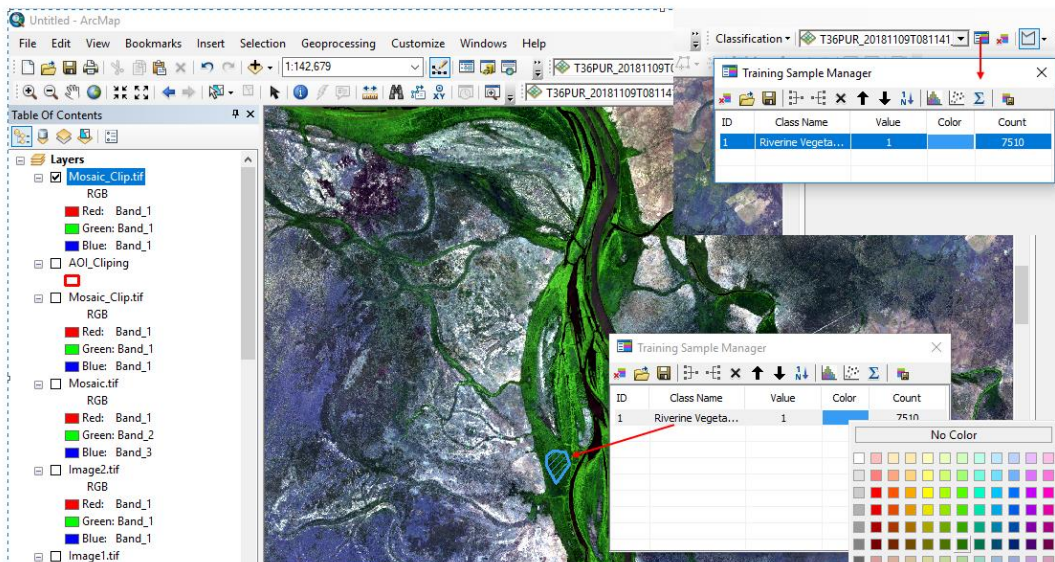 Untitled - ArcMap
File Edit View Bookmarks Insert Selection Geoprocessing Customize Windows Help
1:142,679
T36PUR_20181109T0
T36PUR_20181109T08114
Table Of Contents
Layers
Mosaic_Clip.tif
RGB
Red: Band_1
Green: Band_1
Blue: Band_1
AOI_Cliping
Mosaic_Clip.tif
RGB
Red: Band_1
Green: Band_1
Blue: Band_1
Mosaic.tif
RGB
Red: Band_1
Green: Band_2
Blue: Band_3
Image2.tif
RGB
Red: Band_1
Green: Band_1
Blue: Band_1
Image1.tif
Classification T36PUR_20181109T081141
Training Sample Manager
ID Class Name Value Color Count
1 Riverine Vegeta... 1 7510
Training Sample Manager
ID Class Name Value Color Count
1 Riverine Vegeta... 1 7510
No Color